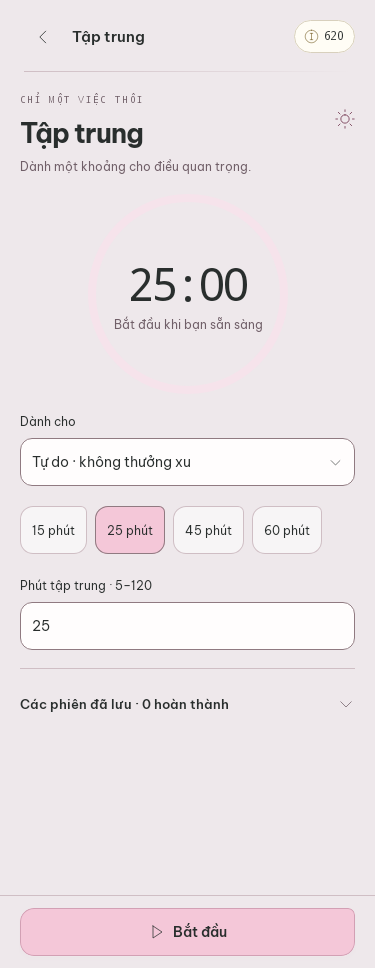 Tập trung
620
CHỈ MỘT VIỆC THÔI
Tập trung
Dành một khoảng cho điều quan trọng.
25:00
Bắt đầu khi bạn sẵn sàng
Dành cho
Tự do · không thưởng xu
15 phút
25 phút
45 phút
60 phút
Phút tập trung · 5–120
25
Các phiên đã lưu · 0 hoàn thành
Bắt đầu